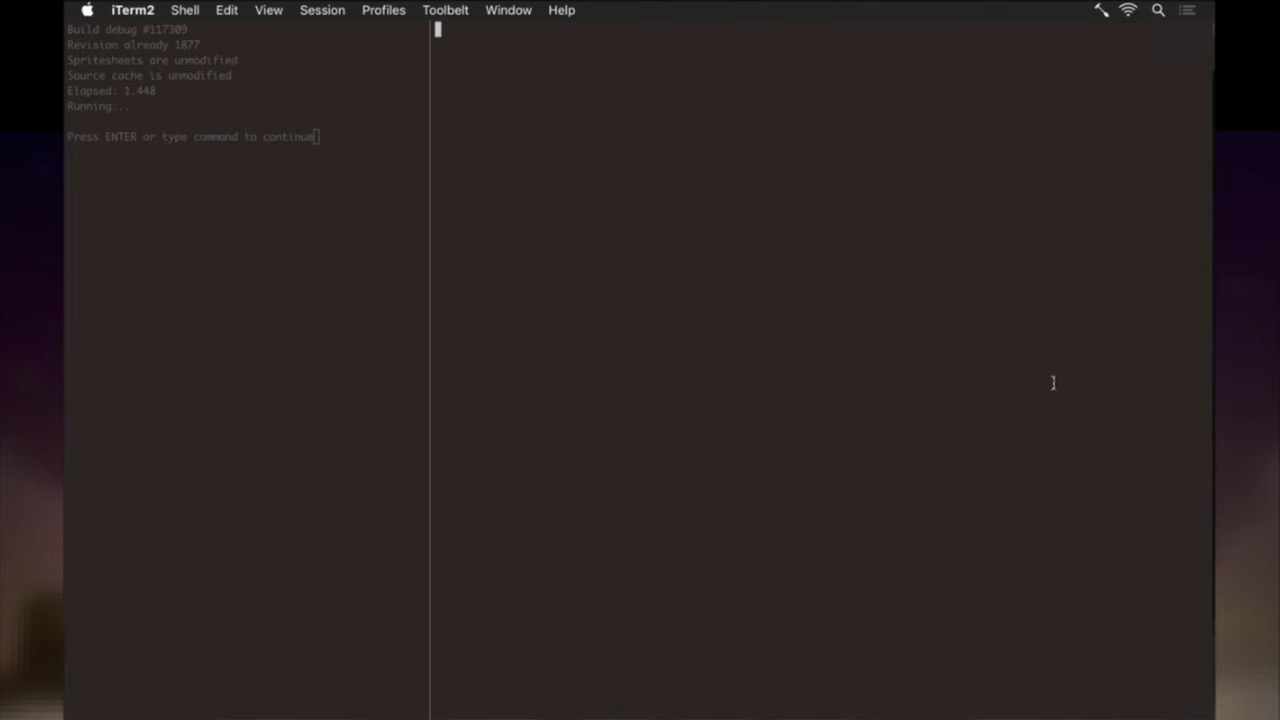 iTerm2 Shell Edit View Session Profiles Toolbelt Window Help
Build debug #117309
Revision already 1877
Spritesheets are unmodified
Source cache is unmodified
Elapsed: 1.448
Running...
Press ENTER or type command to continue